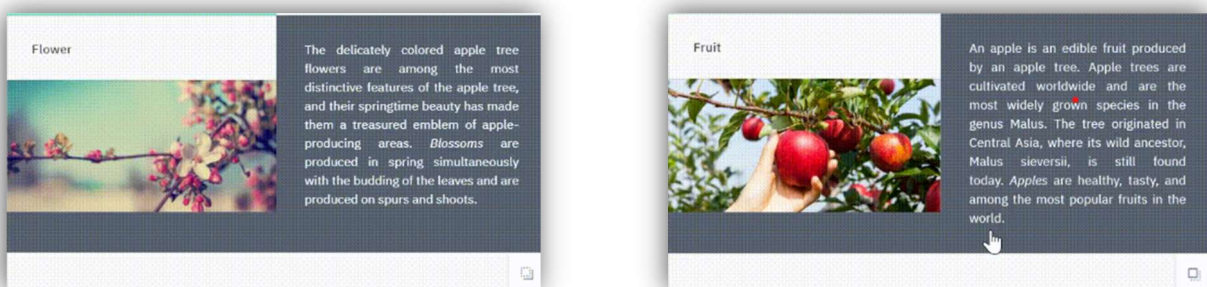 Flower
The delicately colored apple tree
flowers are among the most
distinctive features of the apple tree,
and their springtime beauty has made
them a treasured emblem of apple-
producing areas. Blossoms are
produced in spring simultaneously
with the budding of the leaves and are
produced on spurs and shoots.
Fruit
An apple is an edible fruit produced
by an apple tree. Apple trees are
cultivated worldwide and are the
most widely grown species in the
genus Malus. The tree originated in
Central Asia, where its wild ancestor,
Malus sieversii, is still found
today. Apples are healthy, tasty, and
among the most popular fruits in the
world.